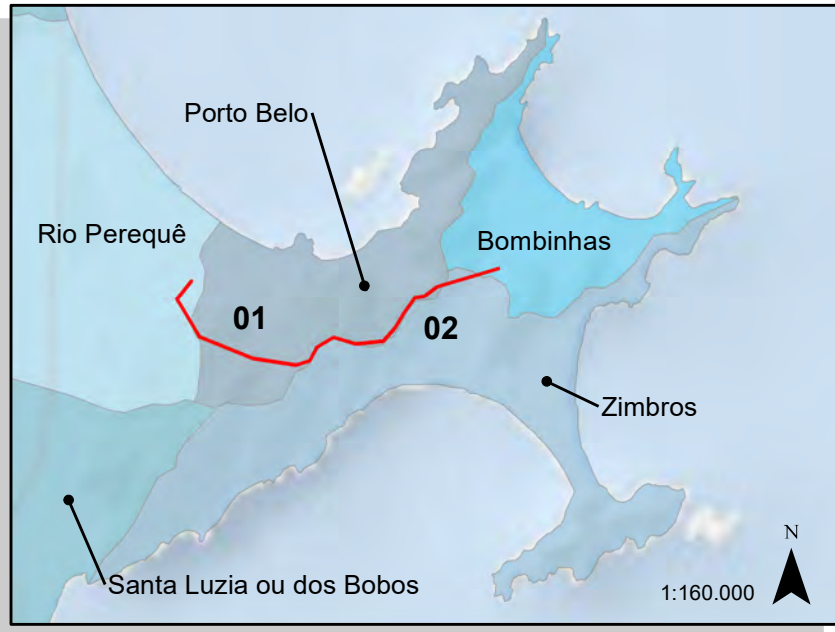 Porto Belo
Rio Perequê
Bombinhas
01
02
Zimbros
N
Santa Luzia ou dos Bobos
1:160.000